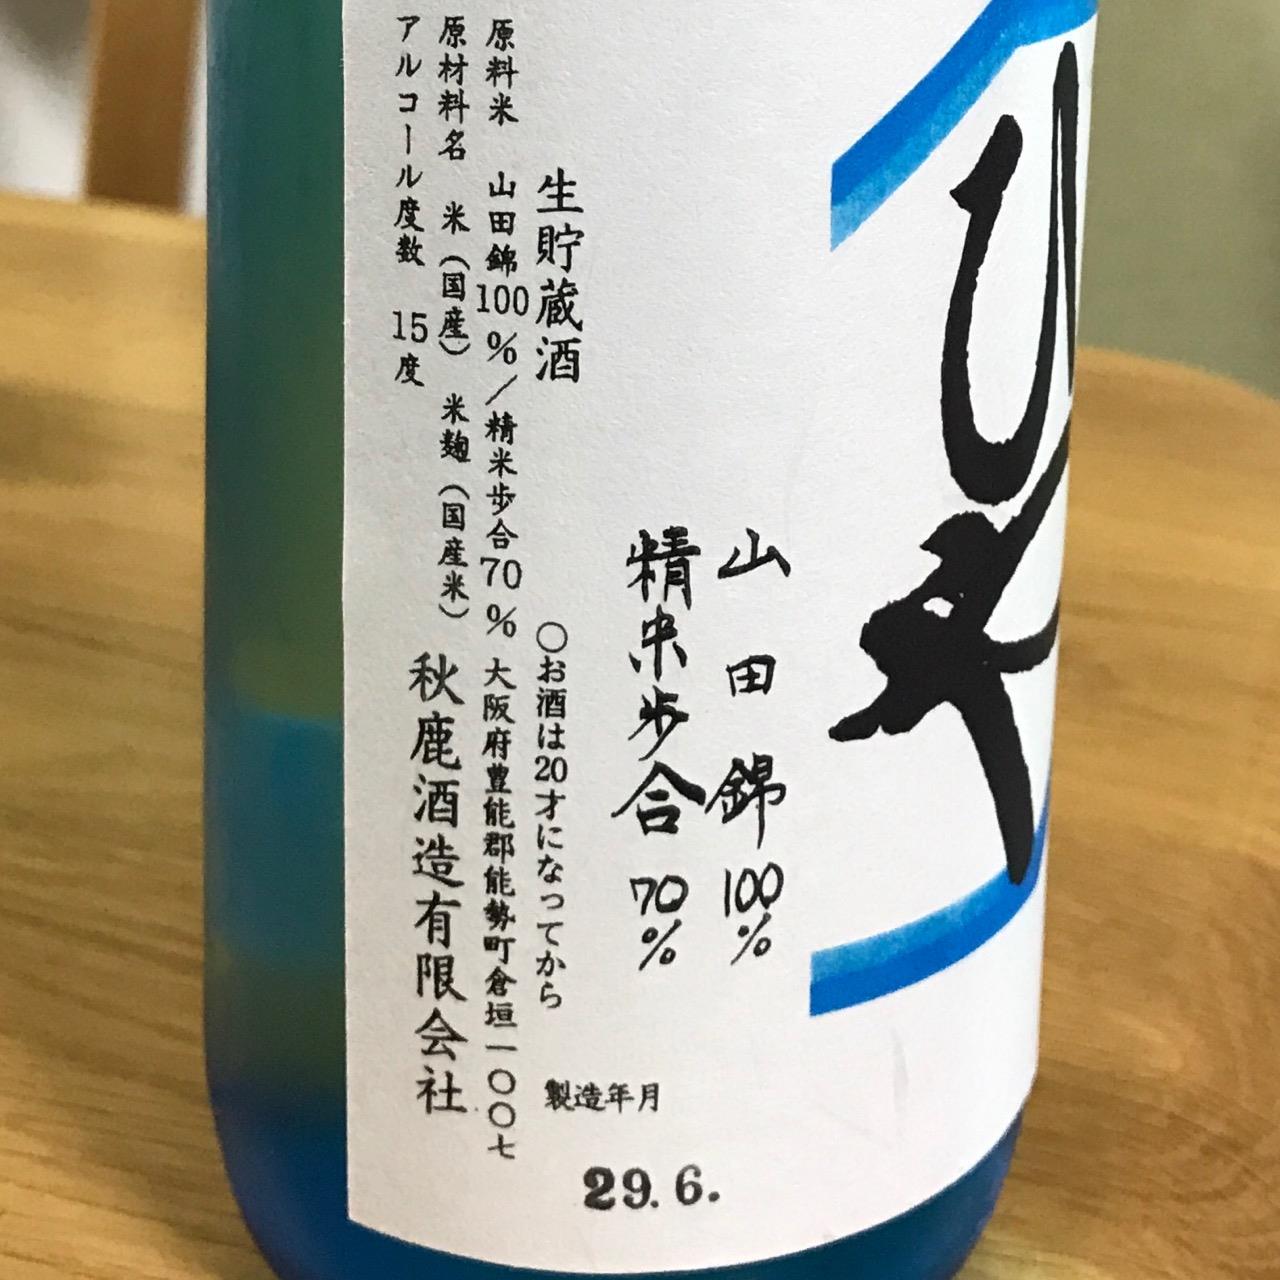 山田錦100%
精米歩合70%
生貯蔵酒
○お酒は20才になってから
製造年月
29.6.
原料米 山田錦100%/精米歩合70%
大阪府豊能郡能勢町倉垣一〇〇七
原材料名 米(国産) 米麹(国産米)
アルコール度数 15度
秋鹿酒造有限会社